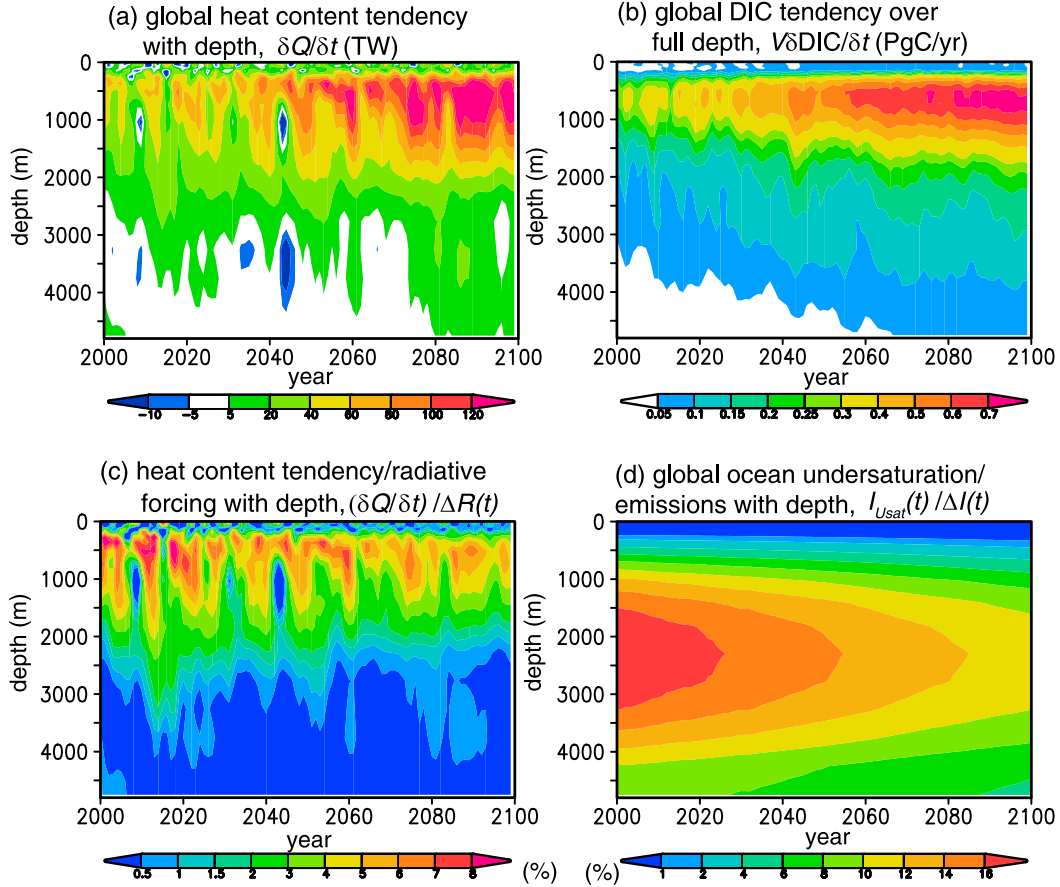 (a) global heat content tendency
with depth, δQ/δt (TW)
0
1000
2000
3000
4000
depth (m)
2000 2020 2040 2060 2080 2100
year
-10 -5 5 20 40 60 80 100 120
(b) global DIC tendency over
full depth, VδDIC/δt (PgC/yr)
0
1000
2000
3000
4000
depth (m)
2000 2020 2040 2060 2080 2100
year
0.05 0.1 0.15 0.2 0.25 0.3 0.4 0.5 0.6 0.7
(c) heat content tendency/radiative
forcing with depth, (δQ/δt)/ΔR(t)
0
1000
2000
3000
4000
depth (m)
2000 2020 2040 2060 2080 2100
year
0.5 1 1.5 2 3 4 5 6 7 8 (%)
(d) global ocean undersaturation/
emissions with depth, I_Usat(t)/ΔI(t)
0
1000
2000
3000
4000
depth (m)
2000 2020 2040 2060 2080 2100
year
(%) 1 2 4 6 8 10 12 14 16